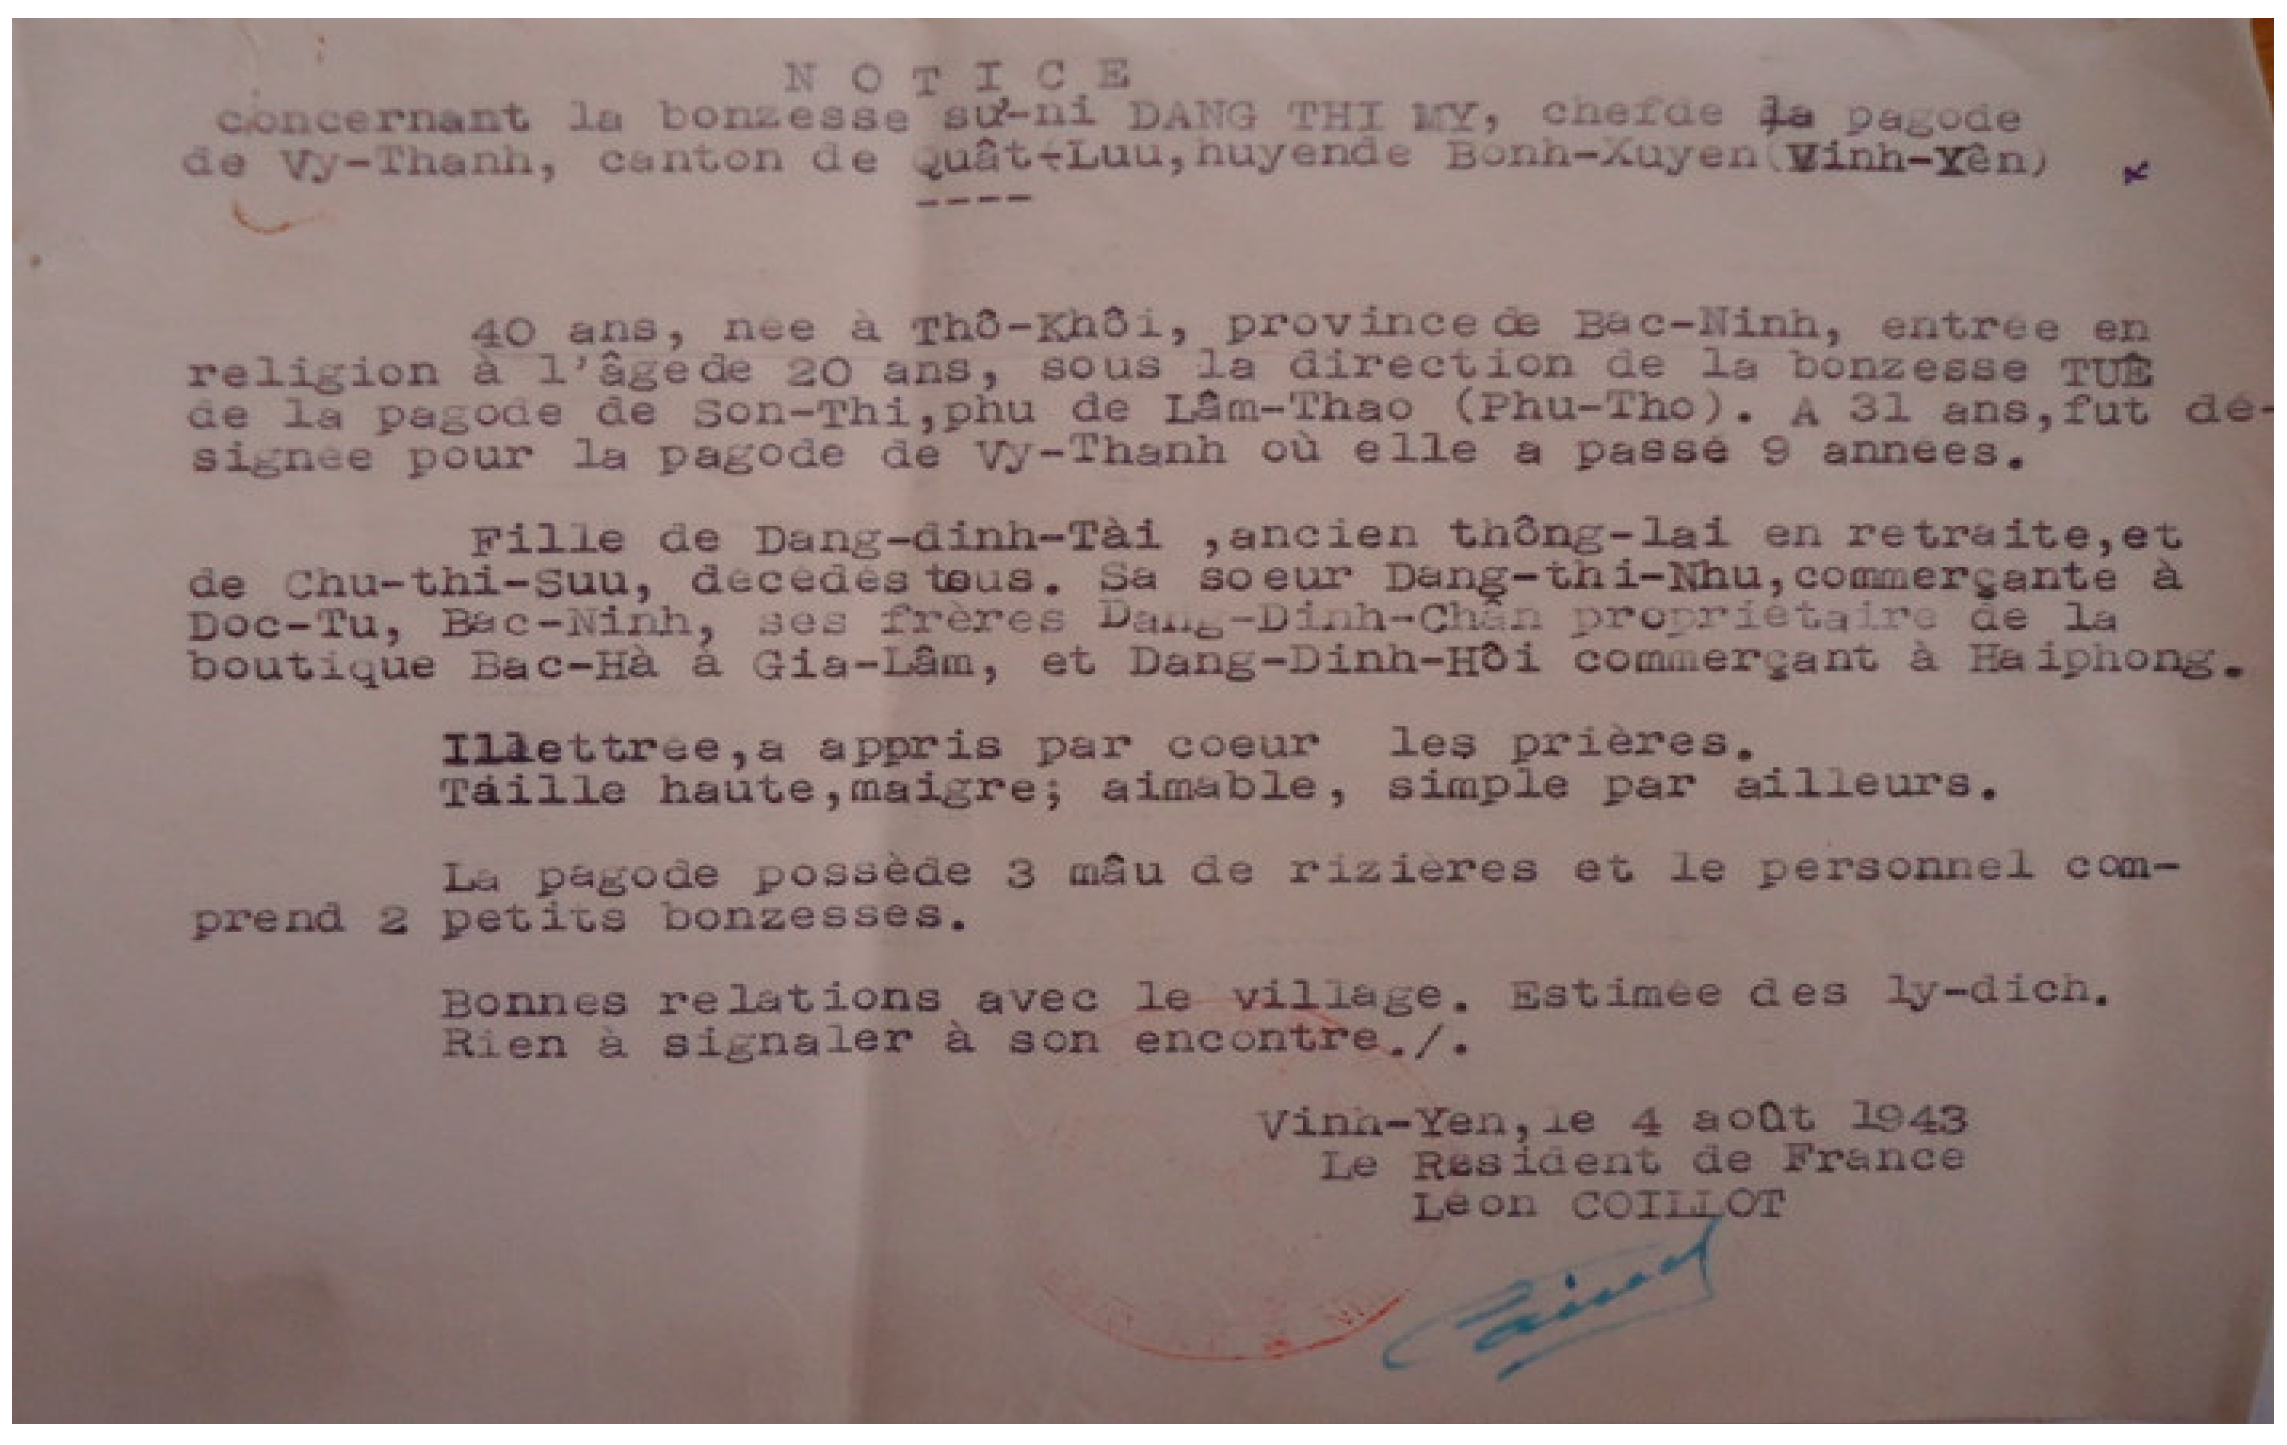 N O T I C E
concernant la bonzesse sư-ni DANG THI MY, chefde la pagode
de Vy-Thanh, canton de Quât-Luu,huyende Bonh-Xuyen(Vinh-Yên)
----
40 ans, nee à Thô-Khôi, province de Bac-Ninh, entree en
religion à l'âgede 20 ans, sous la direction de la bonzesse TUÊ
de la pagode de Son-Thi,phu de Lâm-Thao (Phu-Tho). A 31 ans,fut dé-
signee pour la pagode de Vy-Thanh où elle a passé 9 annees.
Fille de Dang-dinh-Tài ,ancien thông-lai en retraite,et
de Chu-thi-Suu, décédés tous. Sa soeur Dang-thi-Nhu,commerçante à
Doc-Tu, Bac-Ninh, ses frères Dang-Dinh-Chân propriétaire de la
boutique Bac-Hà à Gia-Lâm, et Dang-Dinh-Hôi commerçant à Haiphong.
Illettree,a appris par coeur les prières.
Taille haute,maigre; aimable, simple par ailleurs.
La pagode possède 3 mâu de rizières et le personnel com-
prend 2 petits bonzesses.
Bonnes relations avec le village. Estimée des ly-dich.
Rien à signaler à son encontre./.
Vinh-Yen,le 4 août 1943
Le Resident de France
Léon COILLOT